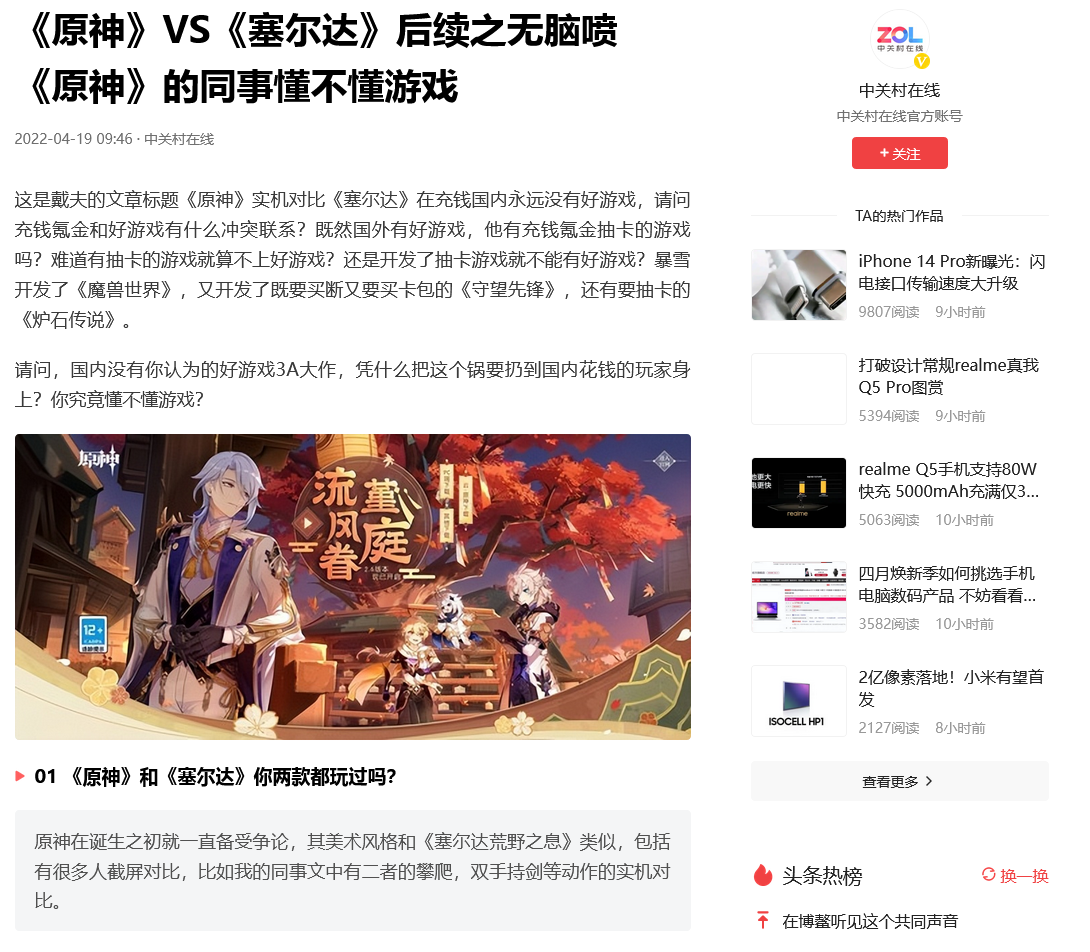 《原神》VS《塞尔达》后续之无脑喷
《原神》的同事懂不懂游戏
2022-04-19 09:46 · 中关村在线
这是戴夫的文章标题《原神》实机对比《塞尔达》在充钱国内永远没有好游戏，请问
充钱氪金和好游戏有什么冲突联系？既然国外有好游戏，他有充钱氪金抽卡的游戏
吗？难道有抽卡的游戏就算不上好游戏？还是开发了抽卡游戏就不能有好游戏？暴雪
开发了《魔兽世界》，又开发了既要买断又要买卡包的《守望先锋》，还有要抽卡的
《炉石传说》。
请问，国内没有你认为的好游戏3A大作，凭什么把这个锅要扔到国内花钱的玩家身
上？你究竟懂不懂游戏？
原神
流风眷堇庭
2.6版本
前已开启
12+
CADPA
适龄提示
01 《原神》和《塞尔达》你两款都玩过吗？
原神在诞生之初就一直备受争论，其美术风格和《塞尔达荒野之息》类似，包括
有很多人截屏对比，比如我的同事文中有二者的攀爬，双手持剑等动作的实机对
比。
ZOL
中关村在线
V
中关村在线
中关村在线官方账号
+ 关注
TA的热门作品
iPhone 14 Pro新曝光：闪
电接口传输速度大升级
9807阅读 9小时前
打破设计常规realme真我
Q5 Pro图赏
5394阅读 9小时前
池更大
电更快
realme
realme Q5手机支持80W
快充 5000mAh充满仅3...
5063阅读 10小时前
四月焕新季如何挑选手机
电脑数码产品 不妨看看...
3582阅读 10小时前
ISOCELL HP1
2亿像素落地！小米有望首
发
2127阅读 8小时前
查看更多
头条热榜
换一换
在博鳌听见这个共同声音